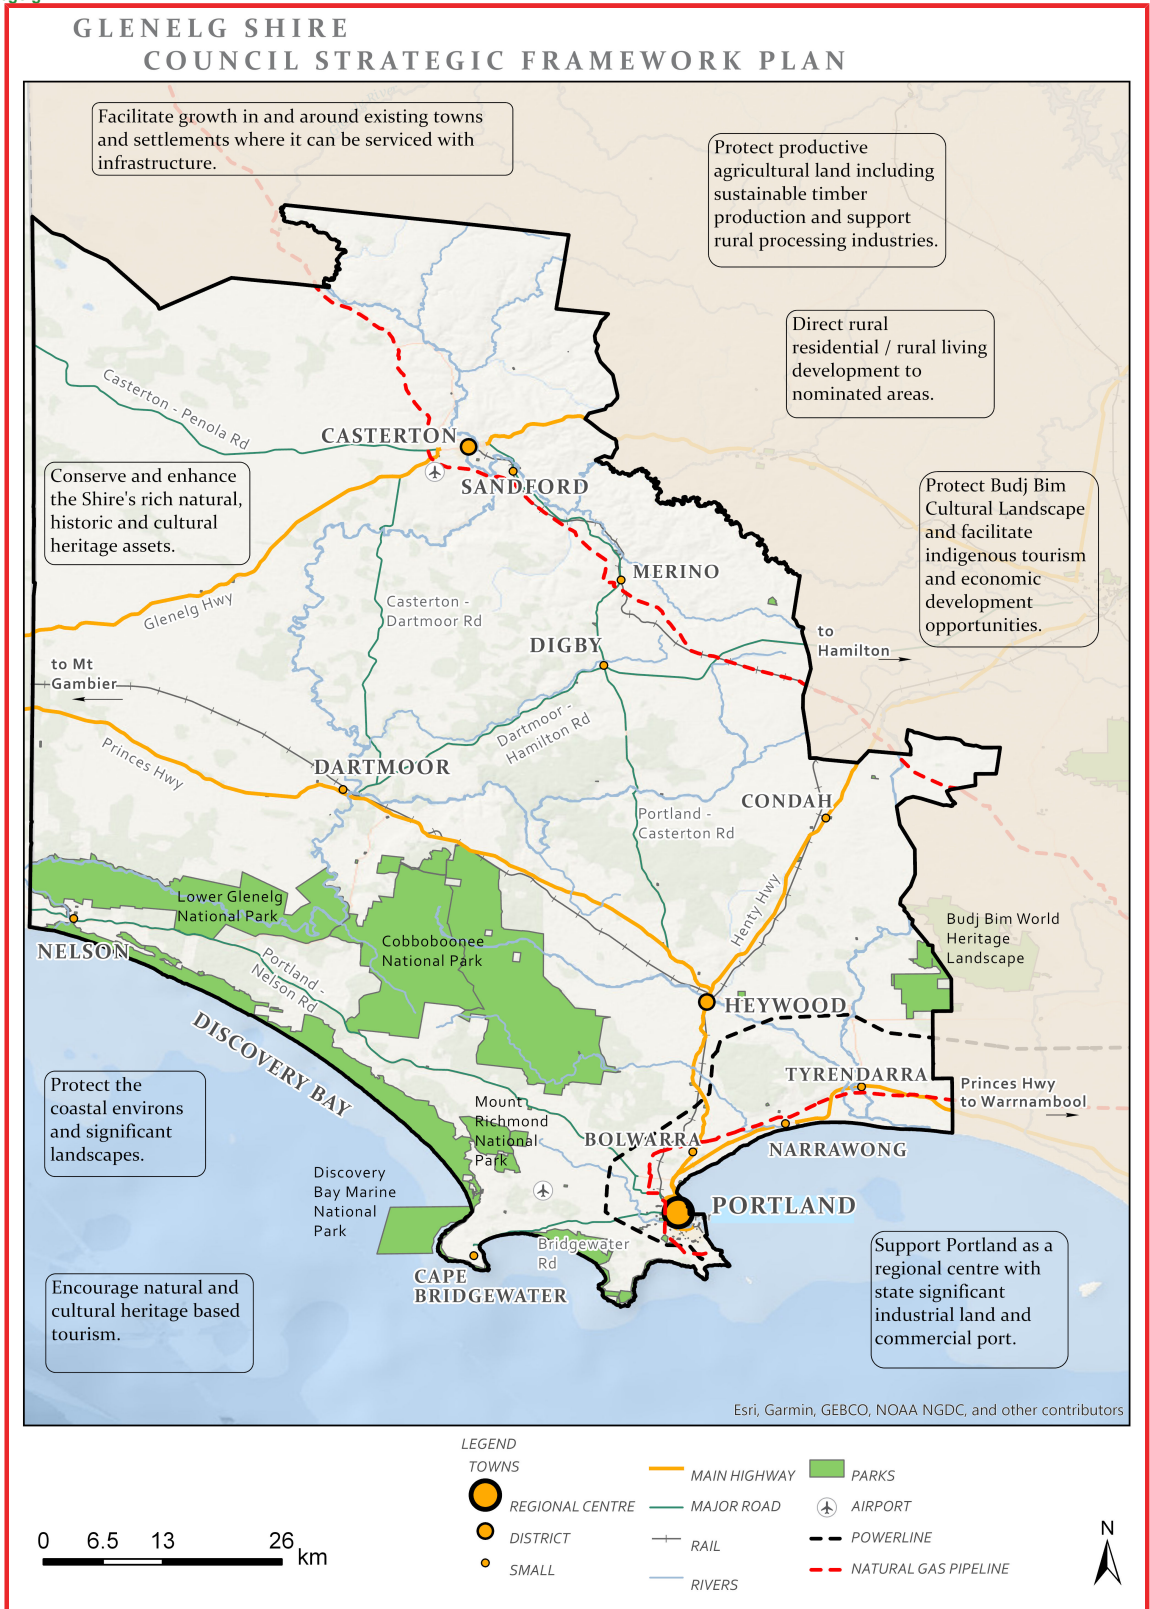 GLENELG SHIRE
COUNCIL STRATEGIC FRAMEWORK PLAN
Facilitate growth in and around existing towns
and settlements where it can be serviced with
infrastructure.
Protect productive
agricultural land including
sustainable timber
production and support
rural processing industries.
Direct rural
residential / rural living
development to
nominated areas.
Casterton - Penola Rd
CASTERTON
SANDFORD
Conserve and enhance
the Shire's rich natural,
historic and cultural
heritage assets.
Protect Budj Bim
Cultural Landscape
and facilitate
indigenous tourism
and economic
development
opportunities.
MERINO
Glenelg Hwy
Casterton -
Dartmoor Rd
DIGBY
to
Hamilton
to Mt
Gambier
Dartmoor -
Hamilton Rd
Princes Hwy
DARTMOOR
CONDAH
Portland -
Casterton Rd
Henty Hwy
Lower Glenelg
National Park
Cobboboonee
National Park
Budj Bim World
Heritage
Landscape
NELSON
Portland -
Nelson Rd
HEYWOOD
DISCOVERY BAY
TYRENDARRA
Princes Hwy
to Warrnambool
Protect the
coastal environs
and significant
landscapes.
Mount
Richmond
National
Park
BOLWARRA
NARRAWONG
Discovery
Bay Marine
National
Park
PORTLAND
Bridgewater
Rd
CAPE
BRIDGEWATER
Support Portland as a
regional centre with
state significant
industrial land and
commercial port.
Encourage natural and
cultural heritage based
tourism.
Esri, Garmin, GEBCO, NOAA NGDC, and other contributors
LEGEND
TOWNS
REGIONAL CENTRE
DISTRICT
SMALL
MAIN HIGHWAY
MAJOR ROAD
RAIL
RIVERS
PARKS
AIRPORT
POWERLINE
NATURAL GAS PIPELINE
0 6.5 13 26 km
N